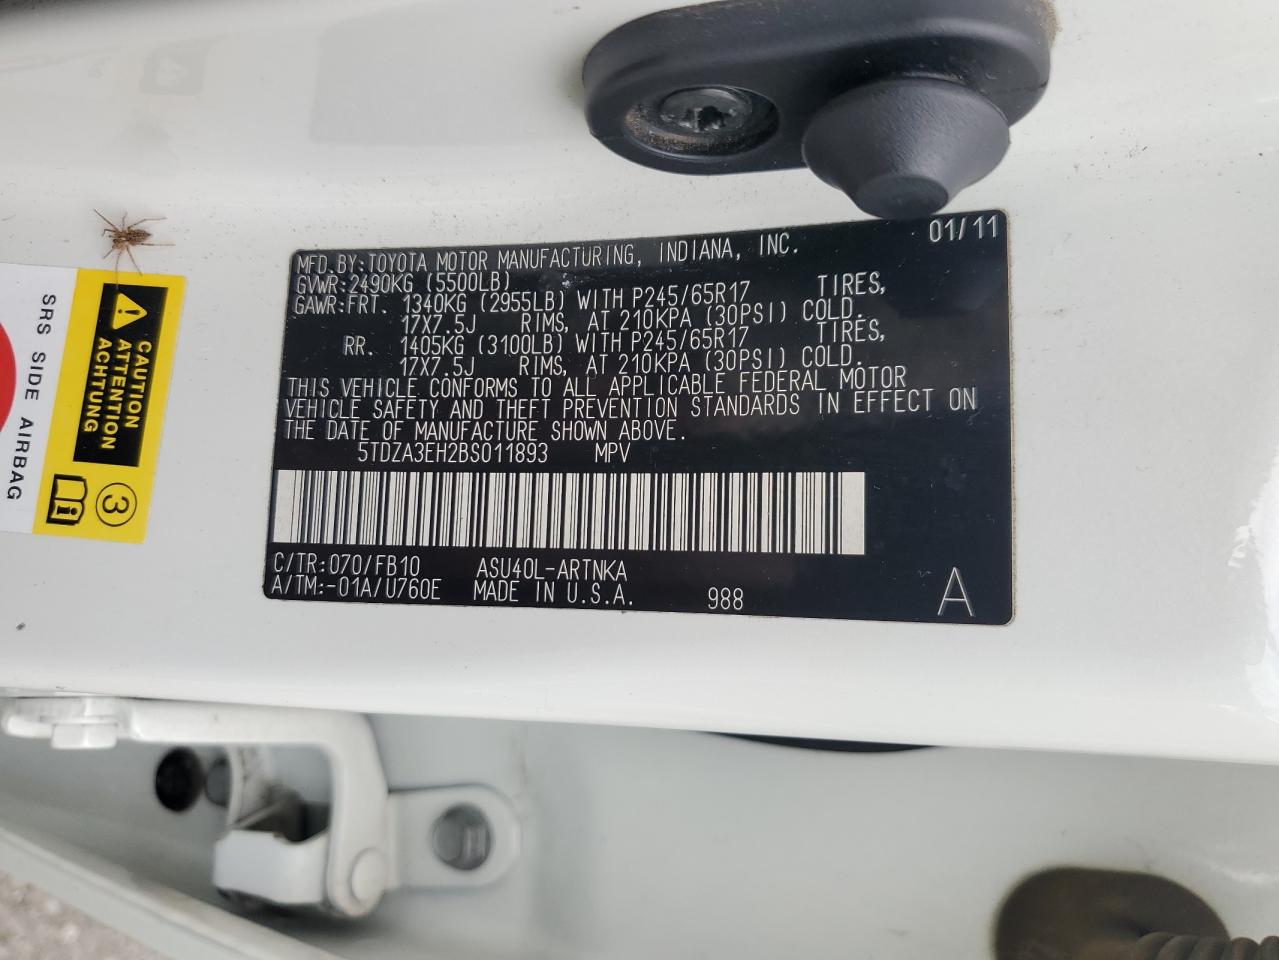 01/11
MFD.BY:TOYOTA MOTOR MANUFACTURING, INDIANA, INC.
GVWR:2490KG (5500LB)
GAWR:FRT. 1340KG (2955LB) WITH P245/65R17 TIRES,
17X7.5J RIMS, AT 210KPA (30PSI) COLD.
RR. 1405KG (3100LB) WITH P245/65R17 TIRES,
17X7.5J RIMS, AT 210KPA (30PSI) COLD.
THIS VEHICLE CONFORMS TO ALL APPLICABLE FEDERAL MOTOR
VEHICLE SAFETY AND THEFT PREVENTION STANDARDS IN EFFECT ON
THE DATE OF MANUFACTURE SHOWN ABOVE.
5TDZA3EH2BS011893 MPV
C/TR:070/FB10 ASU40L-ARTNKA
A/TM:-01A/U760E MADE IN U.S.A. 988 A
SRS SIDE AIRBAG
CAUTION
ATTENTION
ACHTUNG
3
i